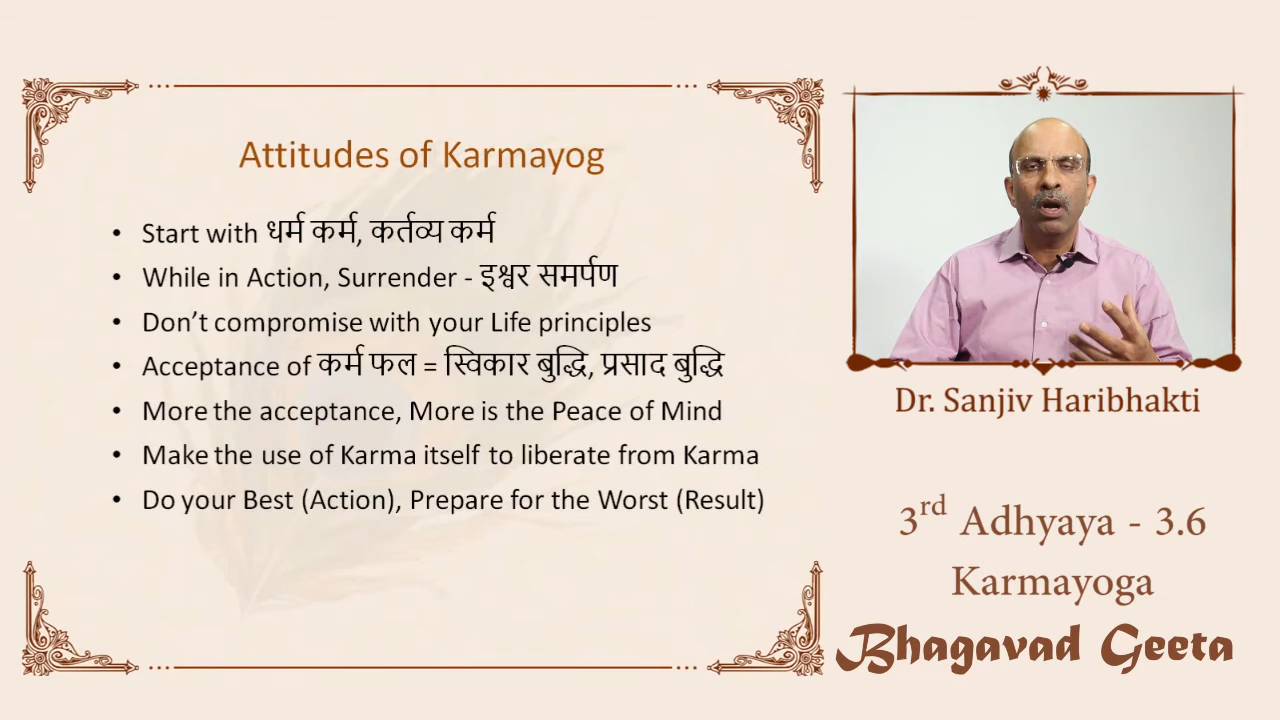 Attitudes of Karmayog
• Start with धर्म कर्म, कर्तव्य कर्म
• While in Action, Surrender - इश्वर समर्पण
• Don’t compromise with your Life principles
• Acceptance of कर्म फल = स्विकार बुद्धि, प्रसाद बुद्धि
• More the acceptance, More is the Peace of Mind
• Make the use of Karma itself to liberate from Karma
• Do your Best (Action), Prepare for the Worst (Result)
Dr. Sanjiv Haribhakti
3rd Adhyaya - 3.6
Karmayoga
Bhagavad Geeta